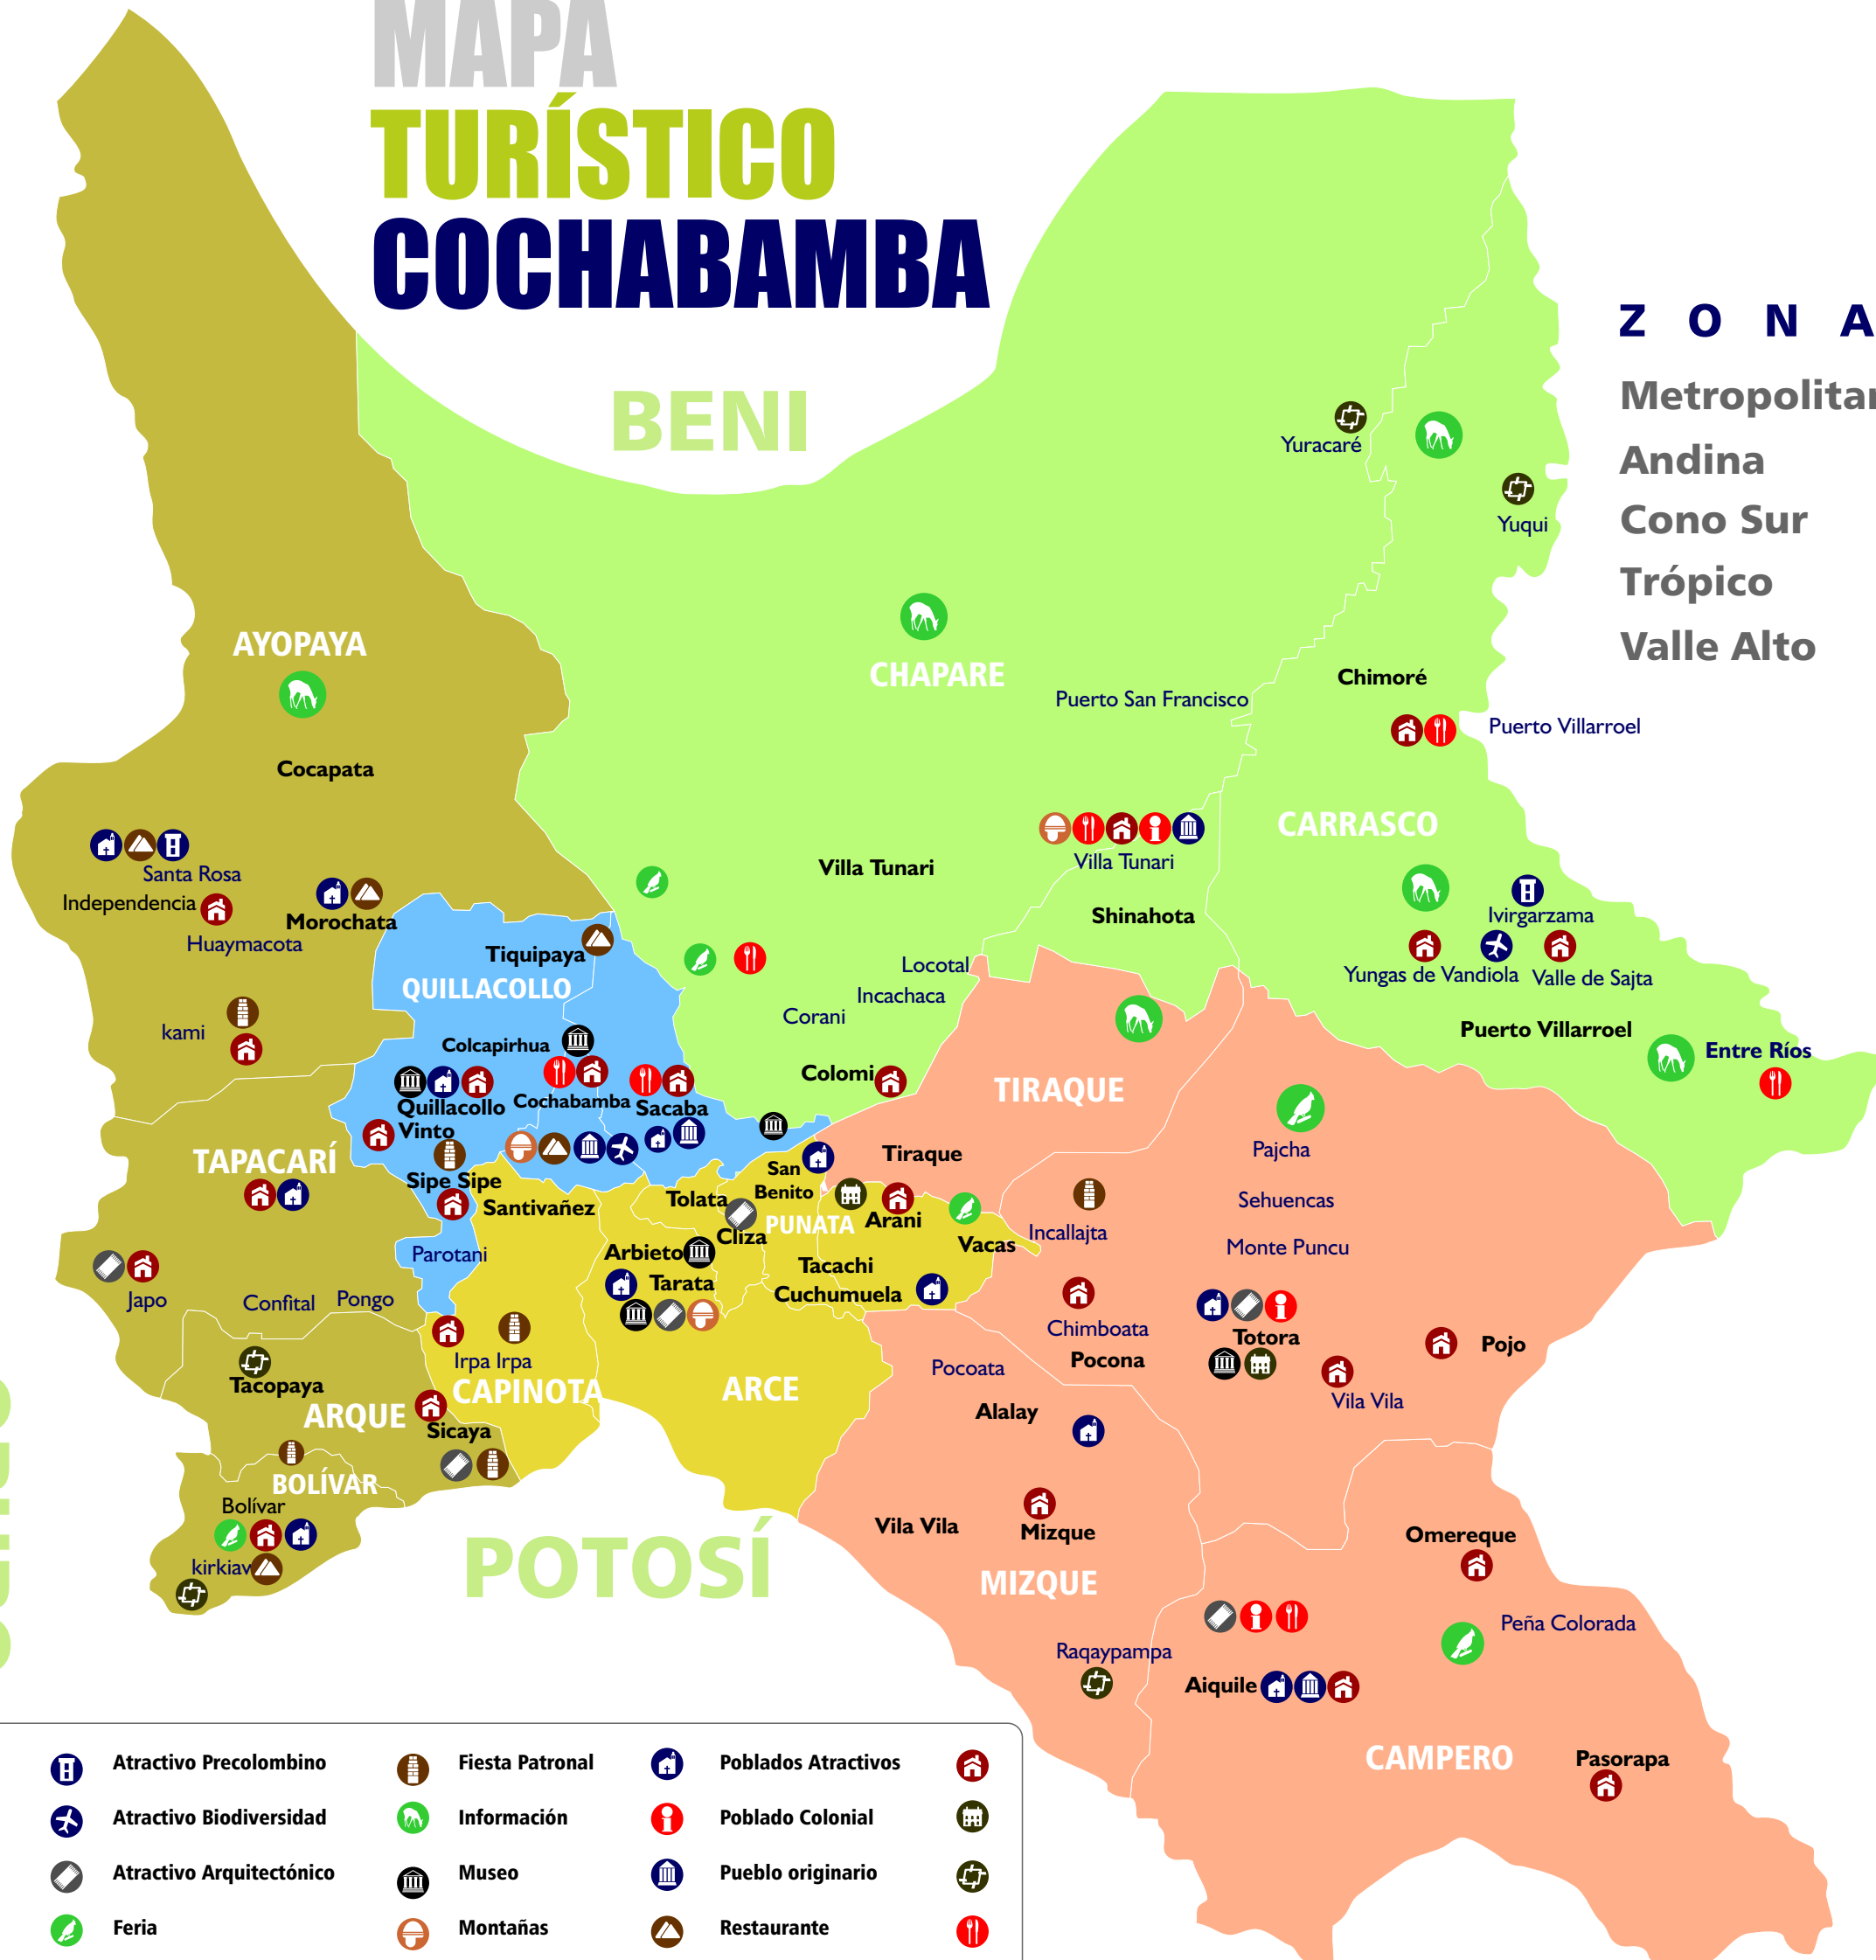 MAPA
TURÍSTICO
COCHABAMBA
BENI
Z O N A
Metropolitan
Andina
Cono Sur
Trópico
Valle Alto
Yuracaré
Yuqui
AYOPAYA
CHAPARE
Chimoré
Puerto San Francisco
Puerto Villarroel
Cocapata
CARRASCO
Villa Tunari
Villa Tunari
Santa Rosa
Independencia
Morochata
Huaymacota
Shinahota
Ivirgarzama
Tiquipaya
QUILLACOLLO
Locotal
Incachaca
Corani
Yungas de Vandiola
Valle de Sajta
kami
Colcapirhua
Puerto Villarroel
Entre Ríos
Colomi
TIRAQUE
Quillacollo
Cochabamba
Sacaba
Vinto
TAPACARÍ
Sipe Sipe
Santivañez
San
Benito
Tiraque
Pajcha
Tolata
PUNATA
Arani
Sehuencas
Cliza
Vacas
Incallajta
Monte Puncu
Parotani
Arbieto
Tarata
Tacachi
Cuchumuela
Japo
Confital
Pongo
Chimboata
Totora
Pojo
Irpa Irpa
Pocona
Pocoata
Tacopaya
CAPINOTA
ARCE
Vila Vila
ARQUE
Sicaya
Alalay
BOLÍVAR
Bolívar
Vila Vila
Mizque
Omereque
kirkiav
POTOSÍ
MIZQUE
Peña Colorada
Raqaypampa
Aiquile
CAMPERO
Pasorapa
Atractivo Precolombino
Fiesta Patronal
Poblados Atractivos
Atractivo Biodiversidad
Información
Poblado Colonial
Atractivo Arquitectónico
Museo
Pueblo originario
Feria
Montañas
Restaurante